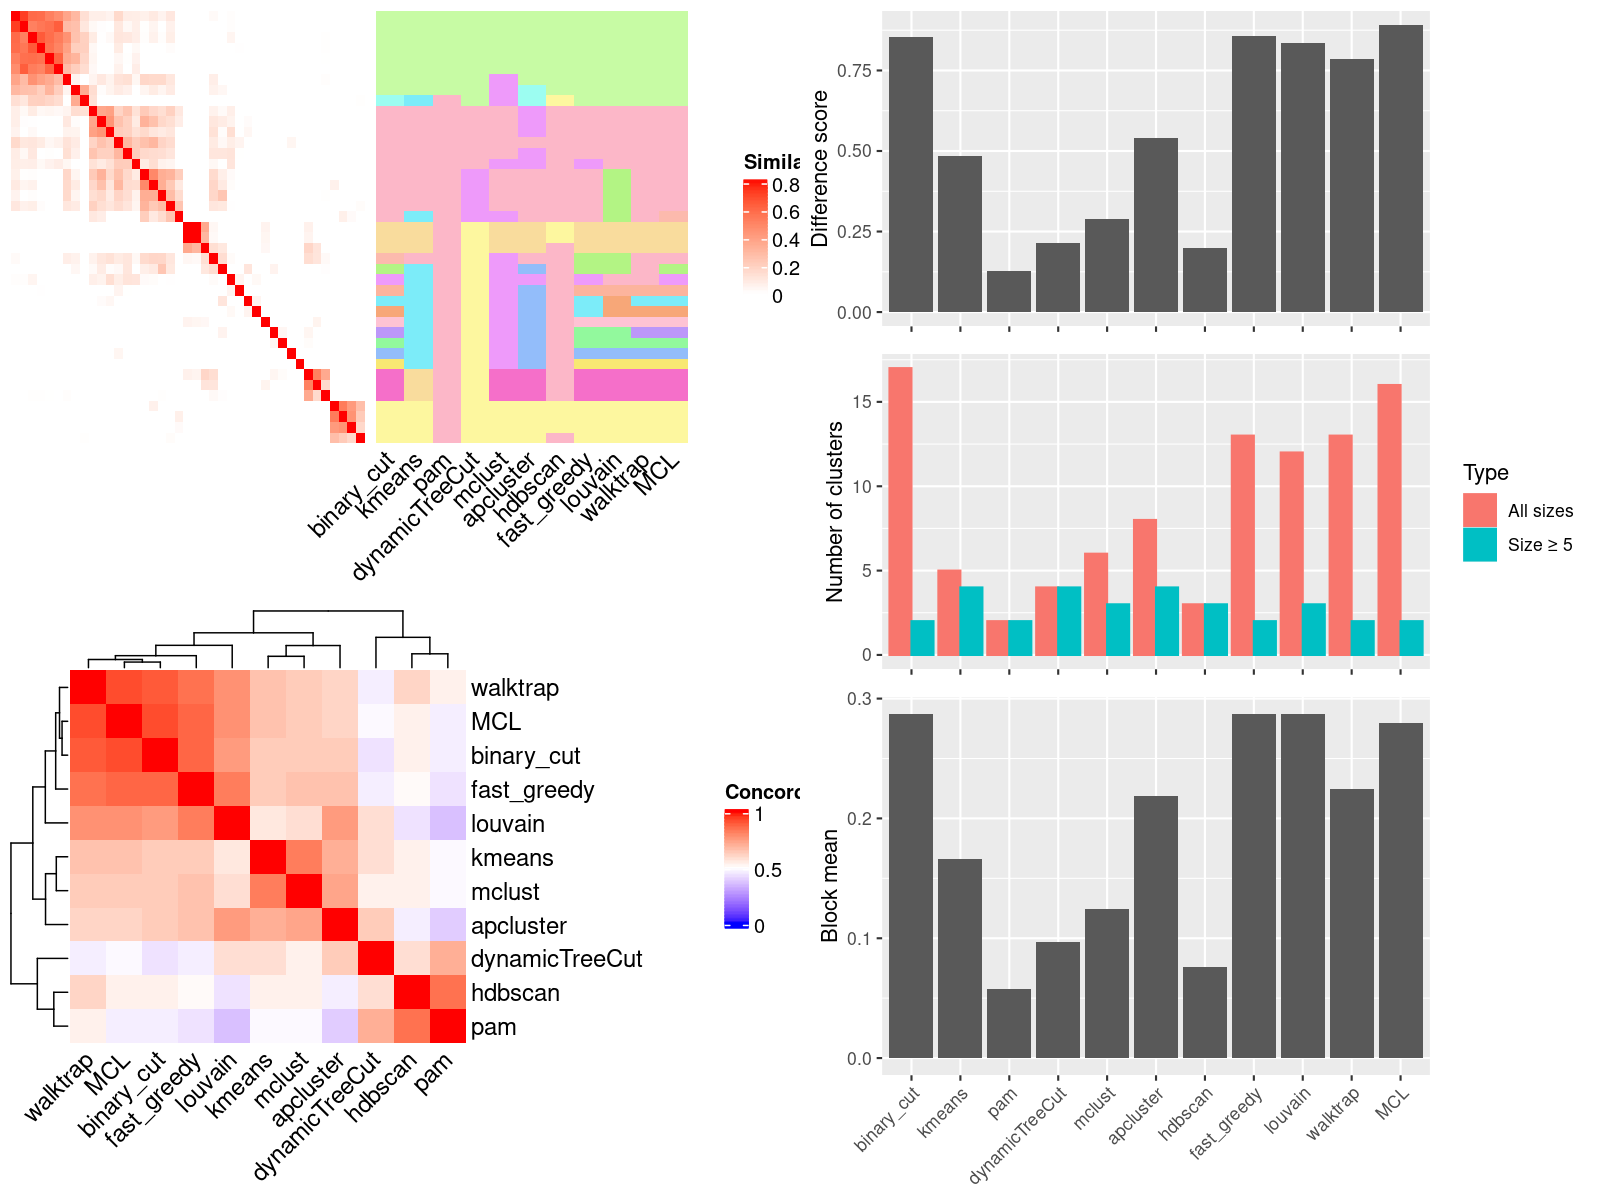 Simila
0.8
0.6
0.4
0.2
0
binary_cut
kmeans
pam
dynamicTreeCut
mclust
apcluster
hdbscan
fast_greedy
louvain
walktrap
MCL
walktrap
MCL
binary_cut
fast_greedy
louvain
kmeans
mclust
apcluster
dynamicTreeCut
hdbscan
pam
walktrap
MCL
binary_cut
fast_greedy
louvain
kmeans
mclust
apcluster
dynamicTreeCut
hdbscan
pam
Concorc
1
0.5
0
Difference score
0.75
0.50
0.25
0.00
Number of clusters
15
10
5
0
Type
All sizes
Size ≥ 5
Block mean
0.3
0.2
0.1
0.0
binary_cut
kmeans
pam
dynamicTreeCut
mclust
apcluster
hdbscan
fast_greedy
louvain
walktrap
MCL